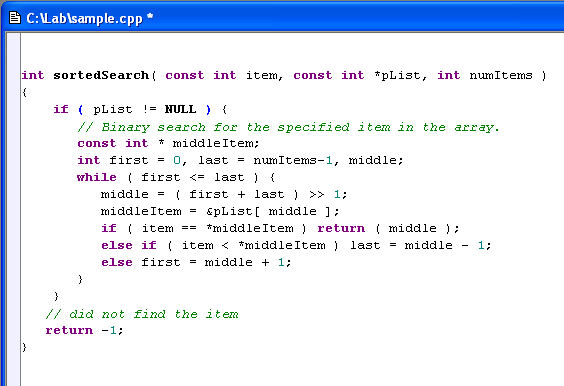 C:\Lab\sample.cpp *
int sortedSearch( const int item, const int *pList, int numItems )
{
if ( pList != NULL ) {
// Binary search for the specified item in the array.
const int * middleItem;
int first = 0, last = numItems-1, middle;
while ( first <= last ) {
middle = ( first + last ) >> 1;
middleItem = &pList[ middle ];
if ( item == *middleItem ) return ( middle );
else if ( item < *middleItem ) last = middle - 1;
else first = middle + 1;
}
}
// did not find the item
return -1;
}